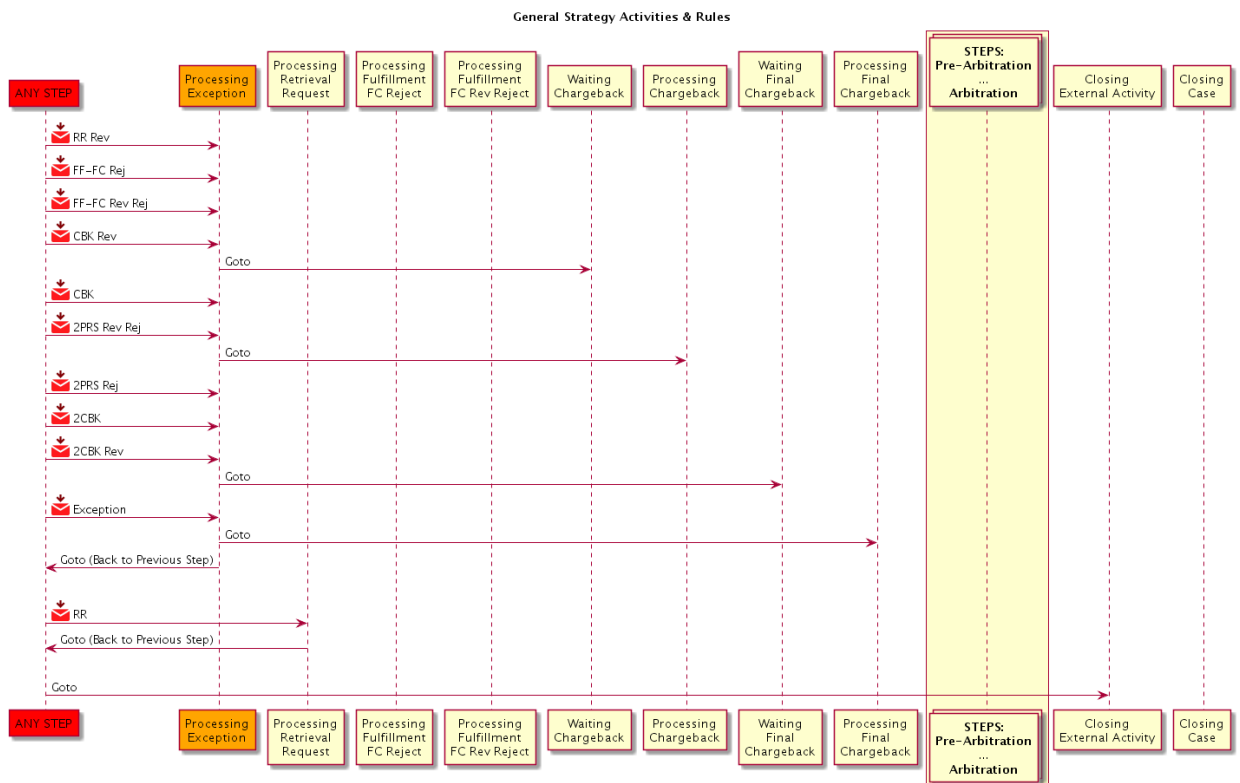 General Strategy Activities & Rules
ANY STEP
Processing
Exception
Processing
Retrieval
Request
Processing
Fulfillment
FC Reject
Processing
Fulfillment
FC Rev Reject
Waiting
Chargeback
Processing
Chargeback
Waiting
Final
Chargeback
Processing
Final
Chargeback
STEPS:
Pre-Arbitration
...
Arbitration
Closing
External Activity
Closing
Case
RR Rev
FF-FC Rej
FF-FC Rev Rej
CBK Rev
Goto
CBK
2PRS Rev Rej
Goto
2PRS Rej
2CBK
2CBK Rev
Goto
Exception
Goto
Goto (Back to Previous Step)
RR
Goto (Back to Previous Step)
Goto
ANY STEP
Processing
Exception
Processing
Retrieval
Request
Processing
Fulfillment
FC Reject
Processing
Fulfillment
FC Rev Reject
Waiting
Chargeback
Processing
Chargeback
Waiting
Final
Chargeback
Processing
Final
Chargeback
STEPS:
Pre-Arbitration
...
Arbitration
Closing
External Activity
Closing
Case